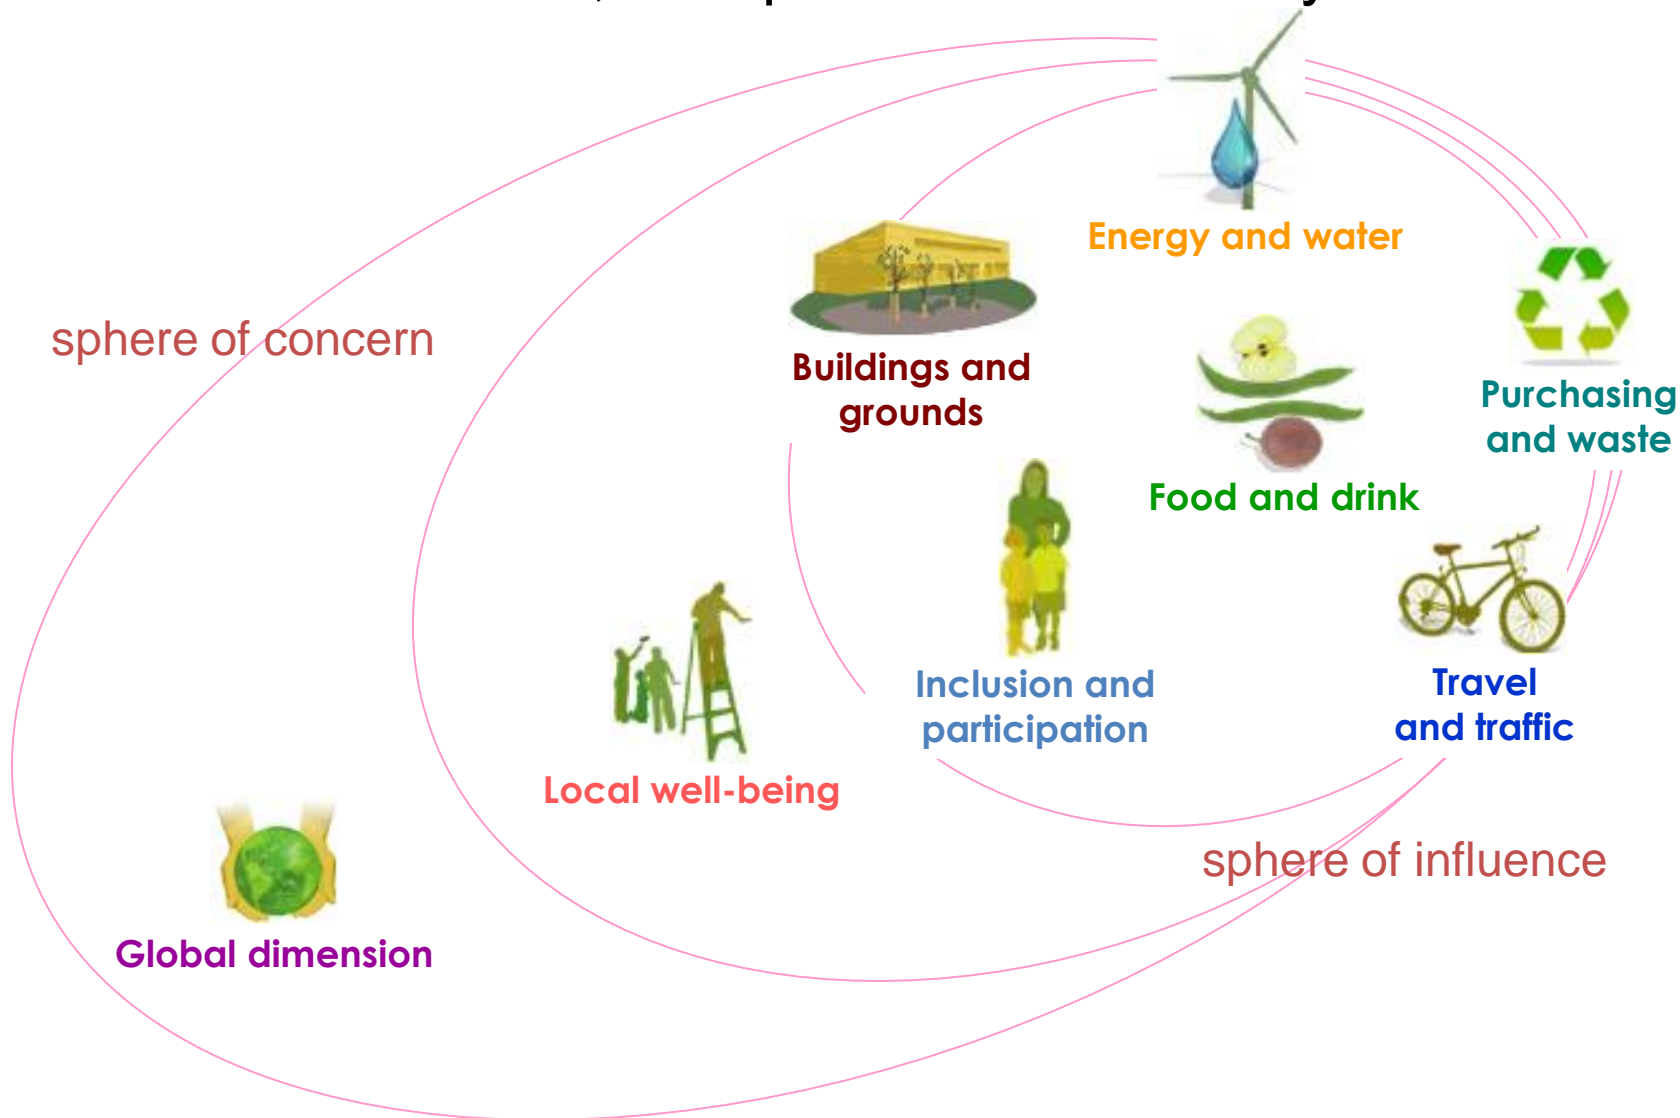 Energy and water
sphere of concern
Buildings and
grounds
Purchasing
and waste
Food and drink
Inclusion and
participation
Travel
and traffic
Local well-being
sphere of influence
Global dimension